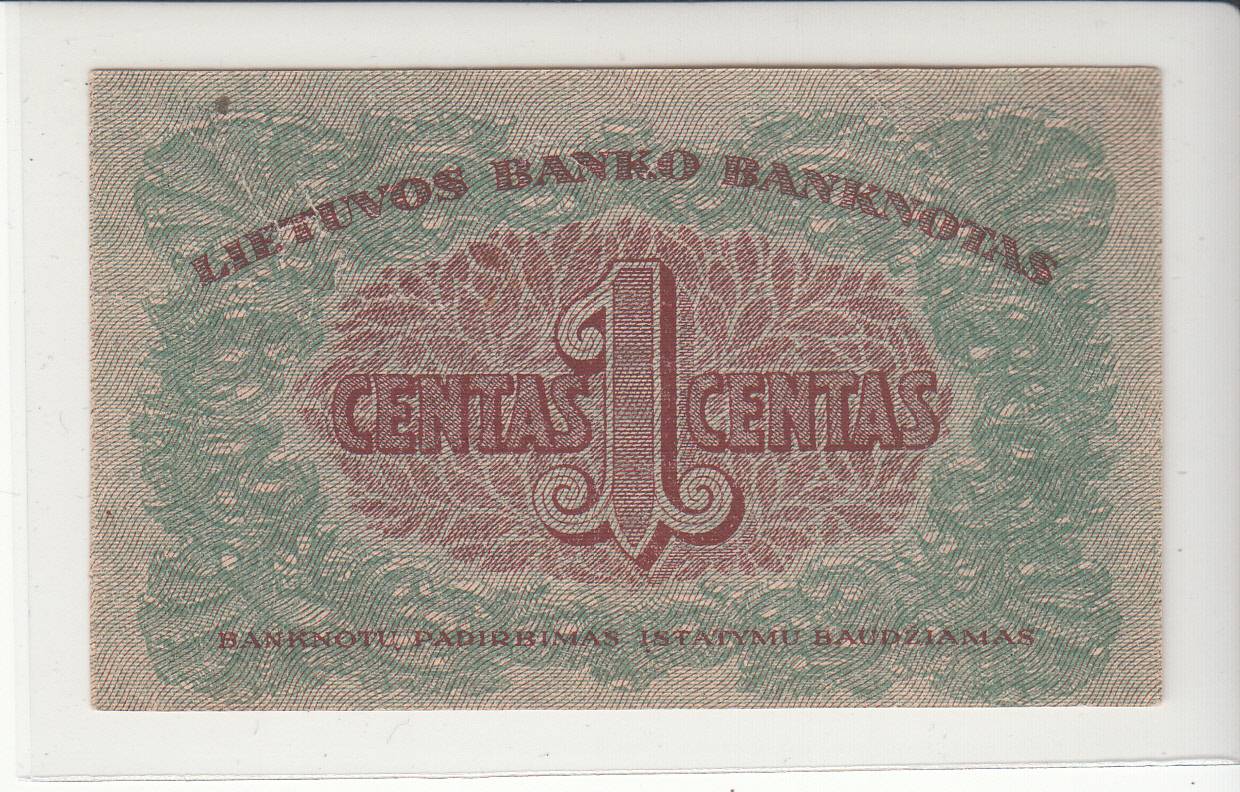 LIETUVOS BANKO BANKNOTAS
CENTAS 1 CENTAS
BANKNOTŲ PADIRBIMAS ĮSTATYMU BAUDŽIAMAS